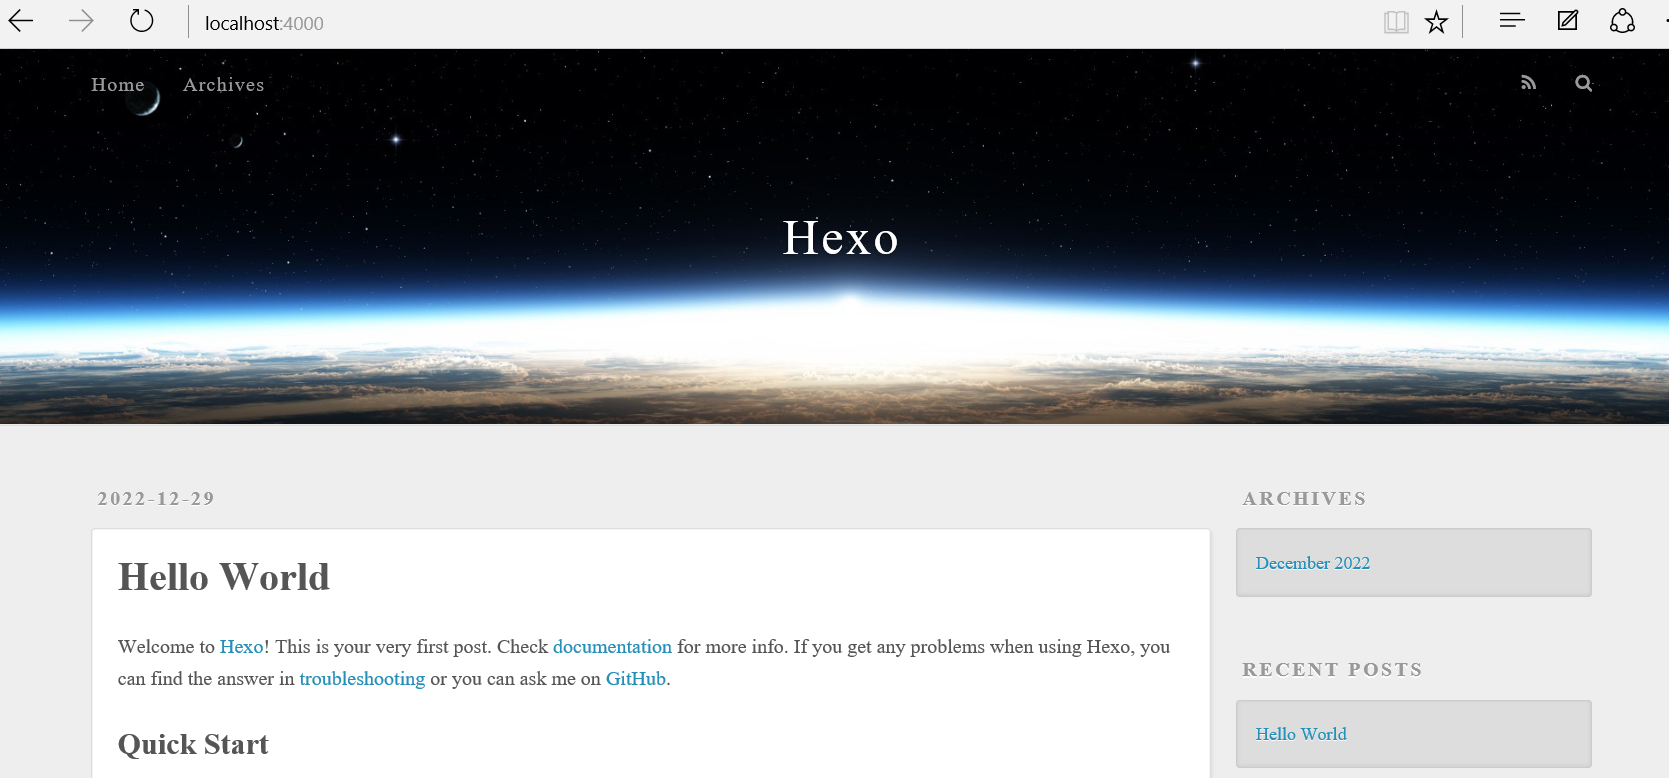 localhost:4000
Home Archives
Hexo
2022-12-29
Hello World
Welcome to Hexo! This is your very first post. Check documentation for more info. If you get any problems when using Hexo, you
can find the answer in troubleshooting or you can ask me on GitHub.
Quick Start
ARCHIVES
December 2022
RECENT POSTS
Hello World